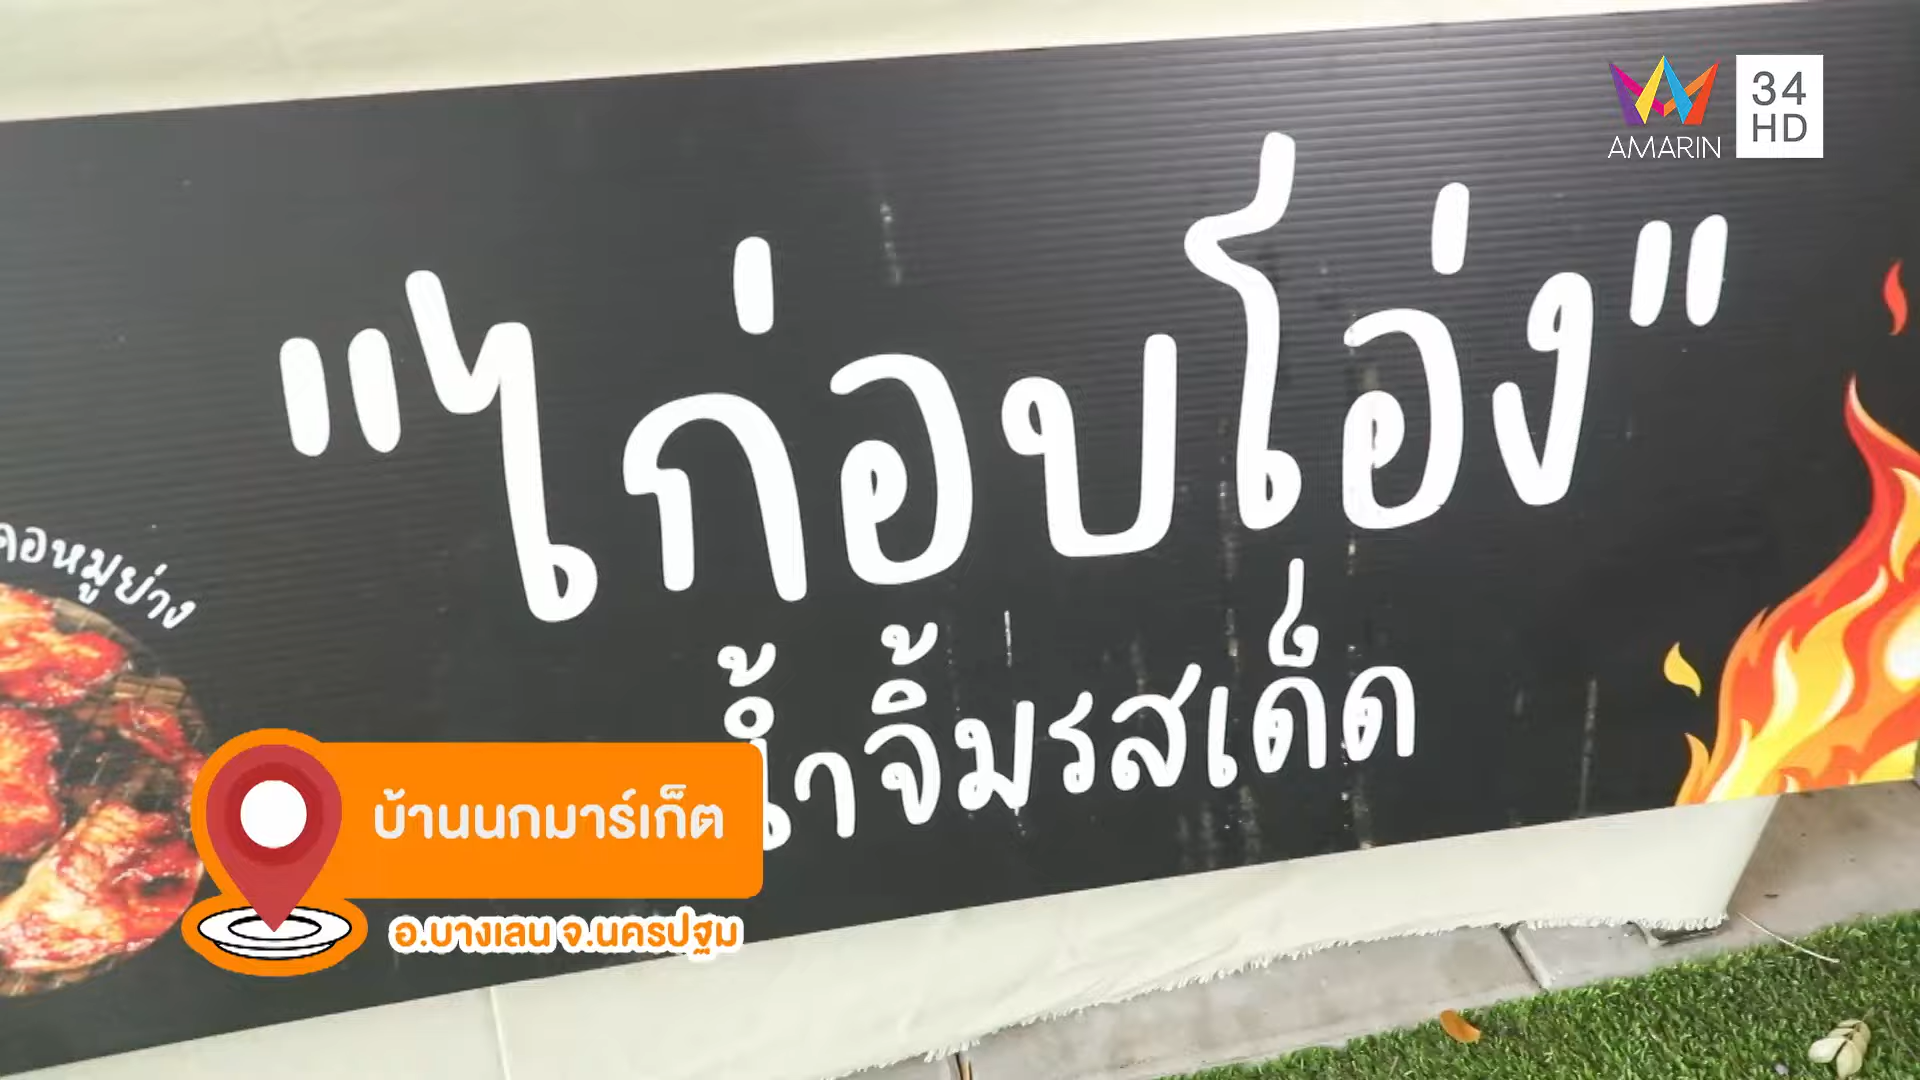 AMARIN
34
HD
"ไก่อบโอ่ง"
คอหมูย่าง
น้ำจิ้มรสเด็ด
บ้านนกมาร์เก็ต
อ.บางเลน จ.นครปฐม